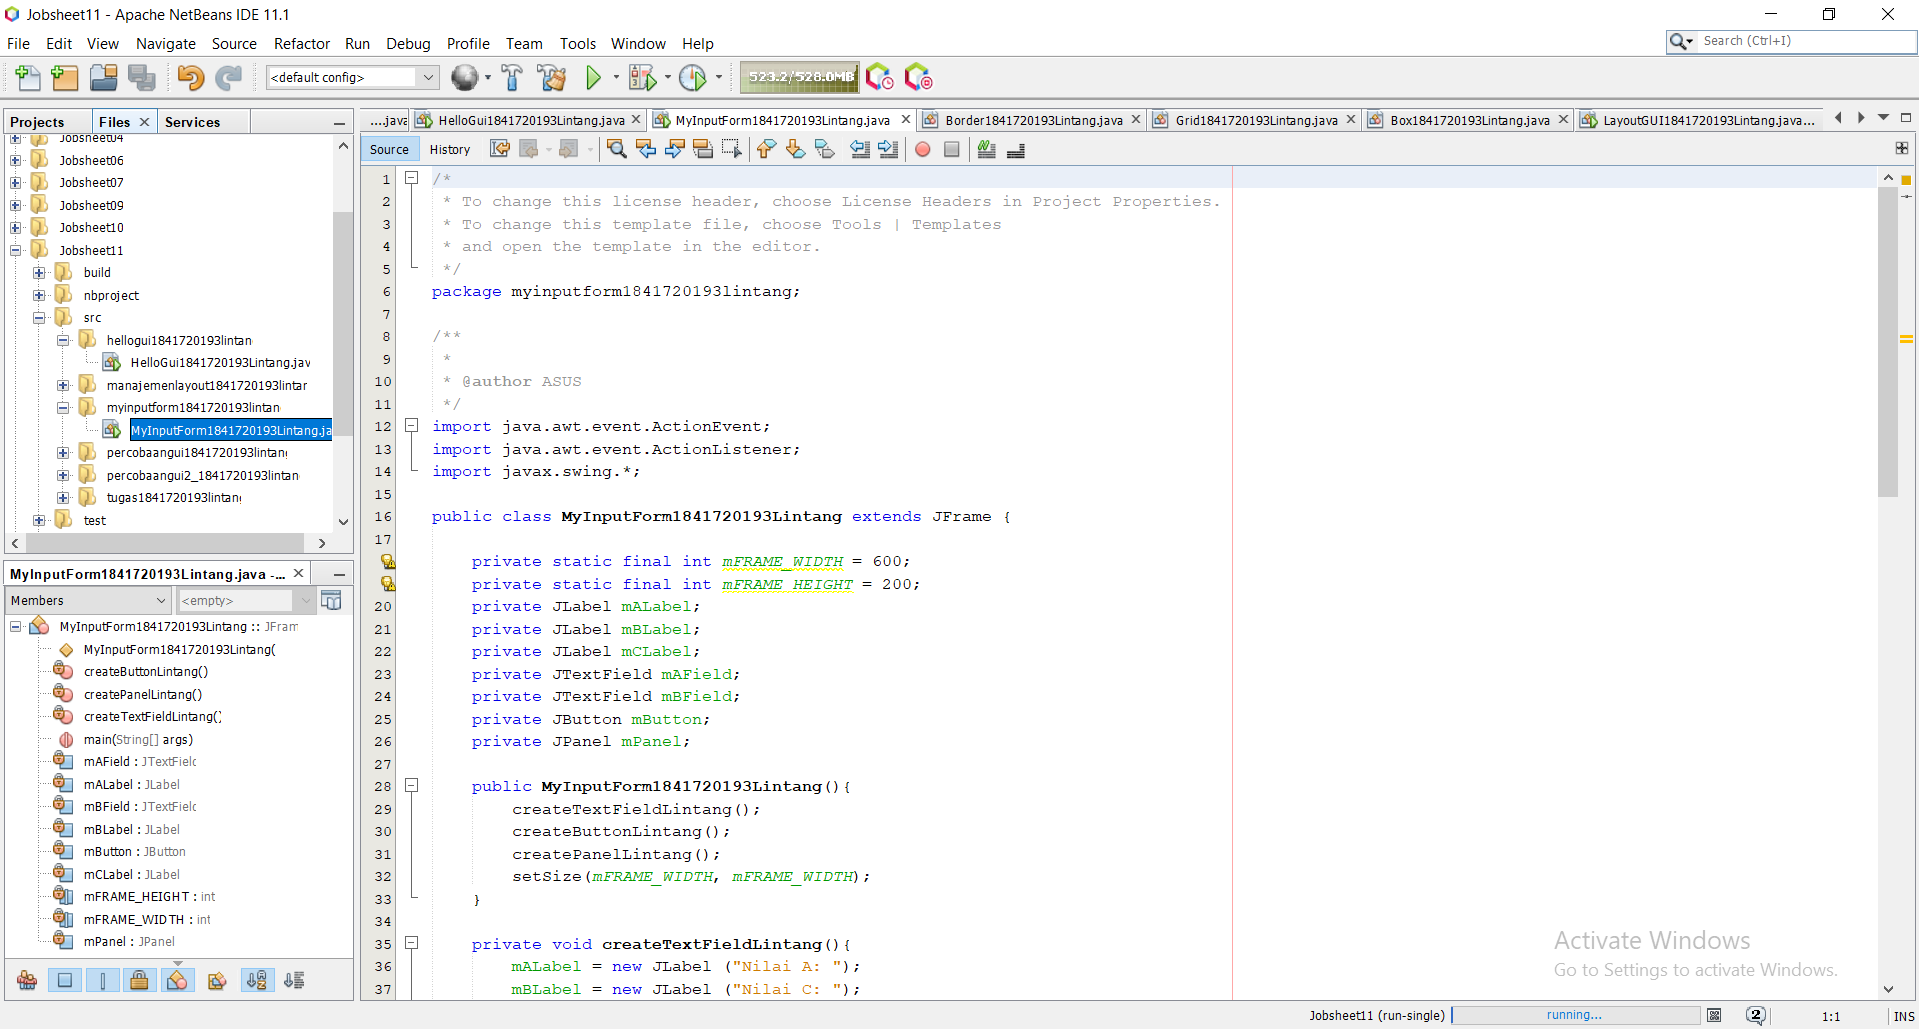 Jobsheet11 - Apache NetBeans IDE 11.1
File Edit View Navigate Source Refactor Run Debug Profile Team Tools Window Help
Search (Ctrl+I)
<default config>
523.2/528.0MB
Projects Files Services
...java HelloGui1841720193Lintang.java MyInputForm1841720193Lintang.java Border1841720193Lintang.java Grid1841720193Lintang.java Box1841720193Lintang.java LayoutGUI1841720193Lintang.java...
Source History
Jobsheet04
Jobsheet06
Jobsheet07
Jobsheet09
Jobsheet10
Jobsheet11
build
nbproject
src
hellogui1841720193lintan
HelloGui1841720193Lintang.jav
manajemenlayout1841720193lintar
myinputform1841720193lintan
MyInputForm1841720193Lintang.ja
percobaangui1841720193lintang
percobaangui2_1841720193lintan
tugas1841720193lintang
test
MyInputForm1841720193Lintang.java -...
Members <empty>
MyInputForm1841720193Lintang :: JFram
MyInputForm1841720193Lintang(
createButtonLintang()
createPanelLintang()
createTextFieldLintang()
main(String[] args)
mAField : JTextField
mALabel : JLabel
mBField : JTextField
mBLabel : JLabel
mButton : JButton
mCLabel : JLabel
mFRAME_HEIGHT : int
mFRAME_WIDTH : int
mPanel : JPanel
1 /*
2  * To change this license header, choose License Headers in Project Properties.
3  * To change this template file, choose Tools | Templates
4  * and open the template in the editor.
5  */
6 package myinputform1841720193lintang;
7
8 /**
9  *
10  * @author ASUS
11  */
12 import java.awt.event.ActionEvent;
13 import java.awt.event.ActionListener;
14 import javax.swing.*;
15
16 public class MyInputForm1841720193Lintang extends JFrame {
17
private static final int mFRAME_WIDTH = 600;
private static final int mFRAME_HEIGHT = 200;
20 private JLabel mALabel;
21 private JLabel mBLabel;
22 private JLabel mCLabel;
23 private JTextField mAField;
24 private JTextField mBField;
25 private JButton mButton;
26 private JPanel mPanel;
27
28 public MyInputForm1841720193Lintang(){
29 createTextFieldLintang();
30 createButtonLintang();
31 createPanelLintang();
32 setSize(mFRAME_WIDTH, mFRAME_WIDTH);
33 }
34
35 private void createTextFieldLintang(){
36 mALabel = new JLabel ("Nilai A: ");
37 mBLabel = new JLabel ("Nilai C: ");
Activate Windows
Go to Settings to activate Windows.
Jobsheet11 (run-single) running... 2 1:1 INS